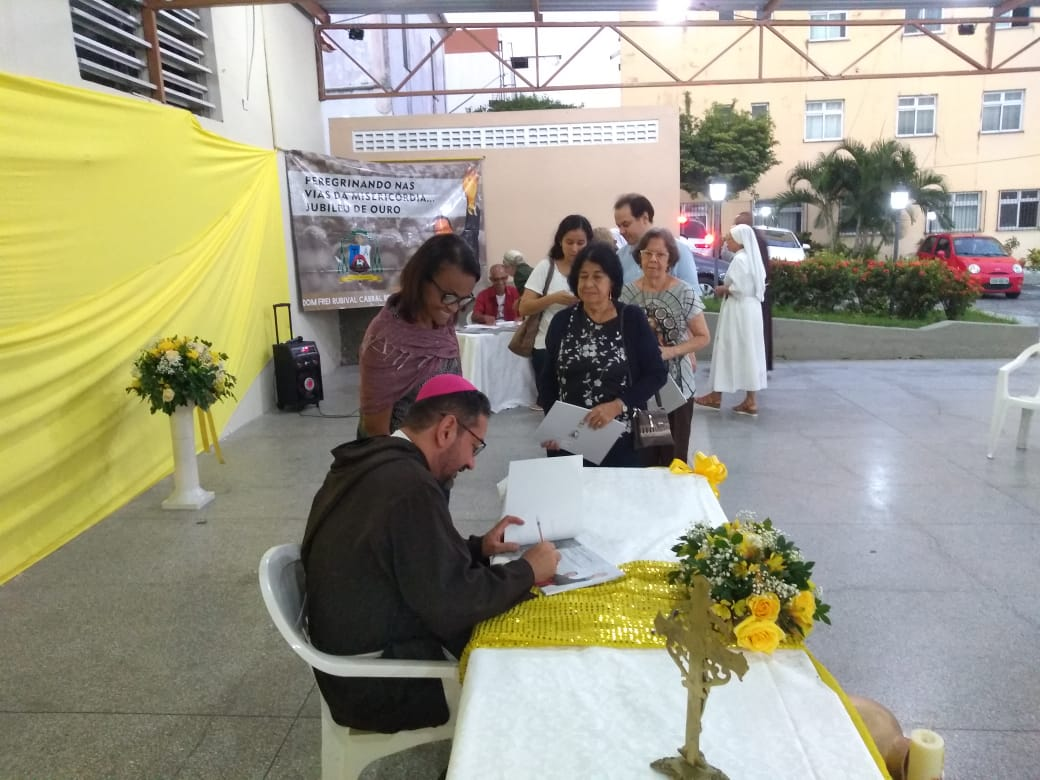 PEREGRINANDO NAS
VIAS DA MISERICÓRDIA...
JUBILEU DE OURO
DOM FREI RUBIVAL CABRAL